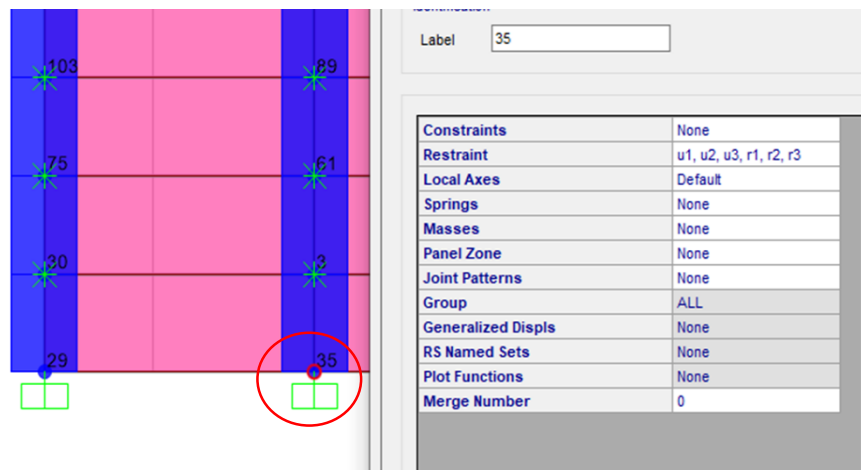 103
89
75
61
30
3
29
35
Label 35
Constraints None
Restraint u1, u2, u3, r1, r2, r3
Local Axes Default
Springs None
Masses None
Panel Zone None
Joint Patterns None
Group ALL
Generalized Displs None
RS Named Sets None
Plot Functions None
Merge Number 0